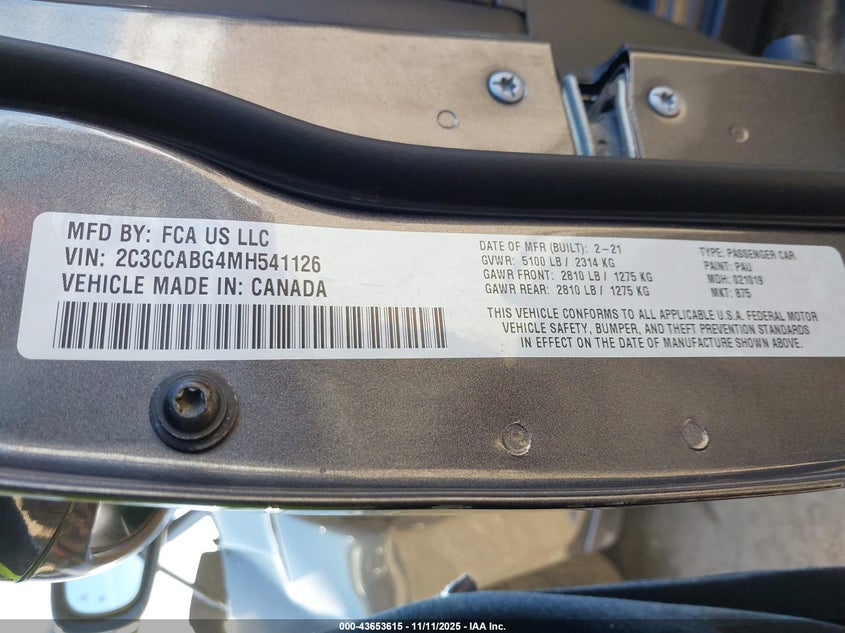 MFD BY: FCA US LLC
VIN: 2C3CCABG4MH541126
VEHICLE MADE IN: CANADA
DATE OF MFR (BUILT): 2-21
GVWR: 5100 LB / 2314 KG
GAWR FRONT: 2810 LB / 1275 KG
GAWR REAR: 2810 LB / 1275 KG
TYPE: PASSENGER CAR
PAINT: PAU
MDH: 021019
MKT: 875
THIS VEHICLE CONFORMS TO ALL APPLICABLE U.S.A. FEDERAL MOTOR
VEHICLE SAFETY, BUMPER, AND THEFT PREVENTION STANDARDS
IN EFFECT ON THE DATE OF MANUFACTURE SHOWN ABOVE.
000-43653615 - 11/11/2025 - IAA Inc.